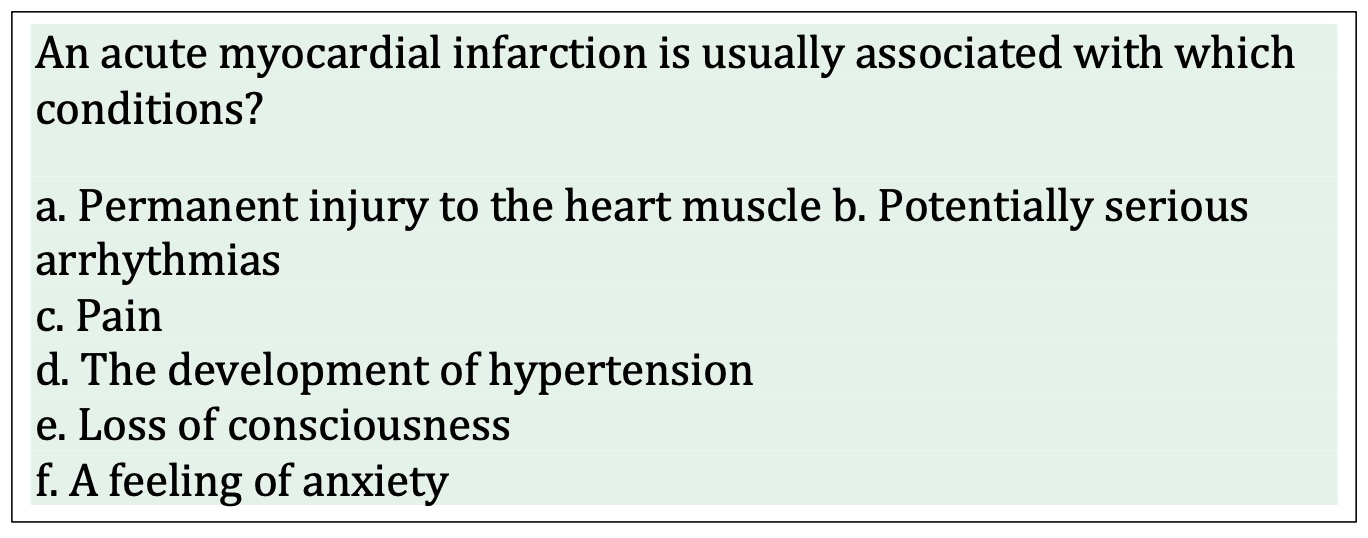 An acute myocardial infarction is usually associated with which
conditions?
a. Permanent injury to the heart muscle b. Potentially serious
arrhythmias
c. Pain
d. The development of hypertension
e. Loss of consciousness
f. A feeling of anxiety